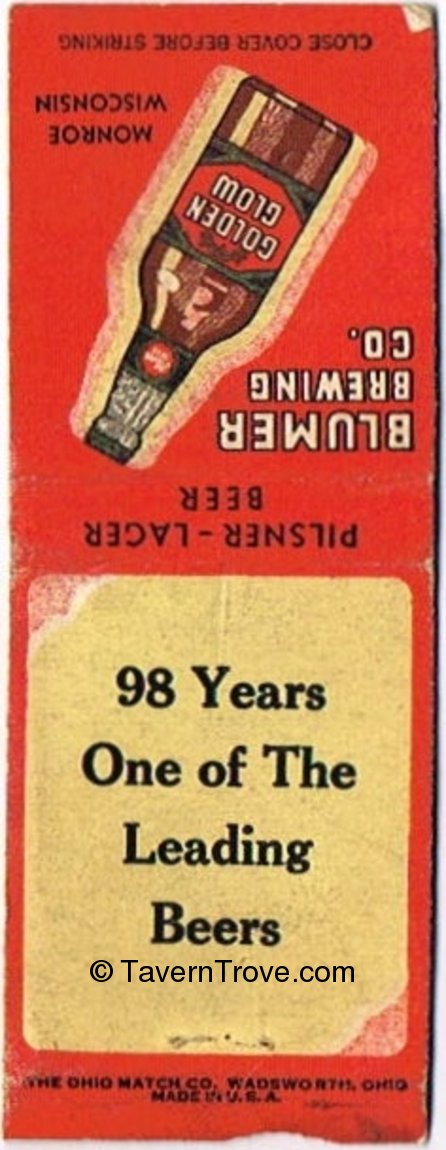 CLOSE COVER BEFORE STRIKING
MONROE
WISCONSIN
GOLDEN
GLOW
BLUMER
BREWING
CO.
PILSNER - LAGER
BEER
98 Years
One of The
Leading
Beers
© TavernTrove.com
THE OHIO MATCH CO. WADSWORTH, OHIO
MADE IN U.S.A.